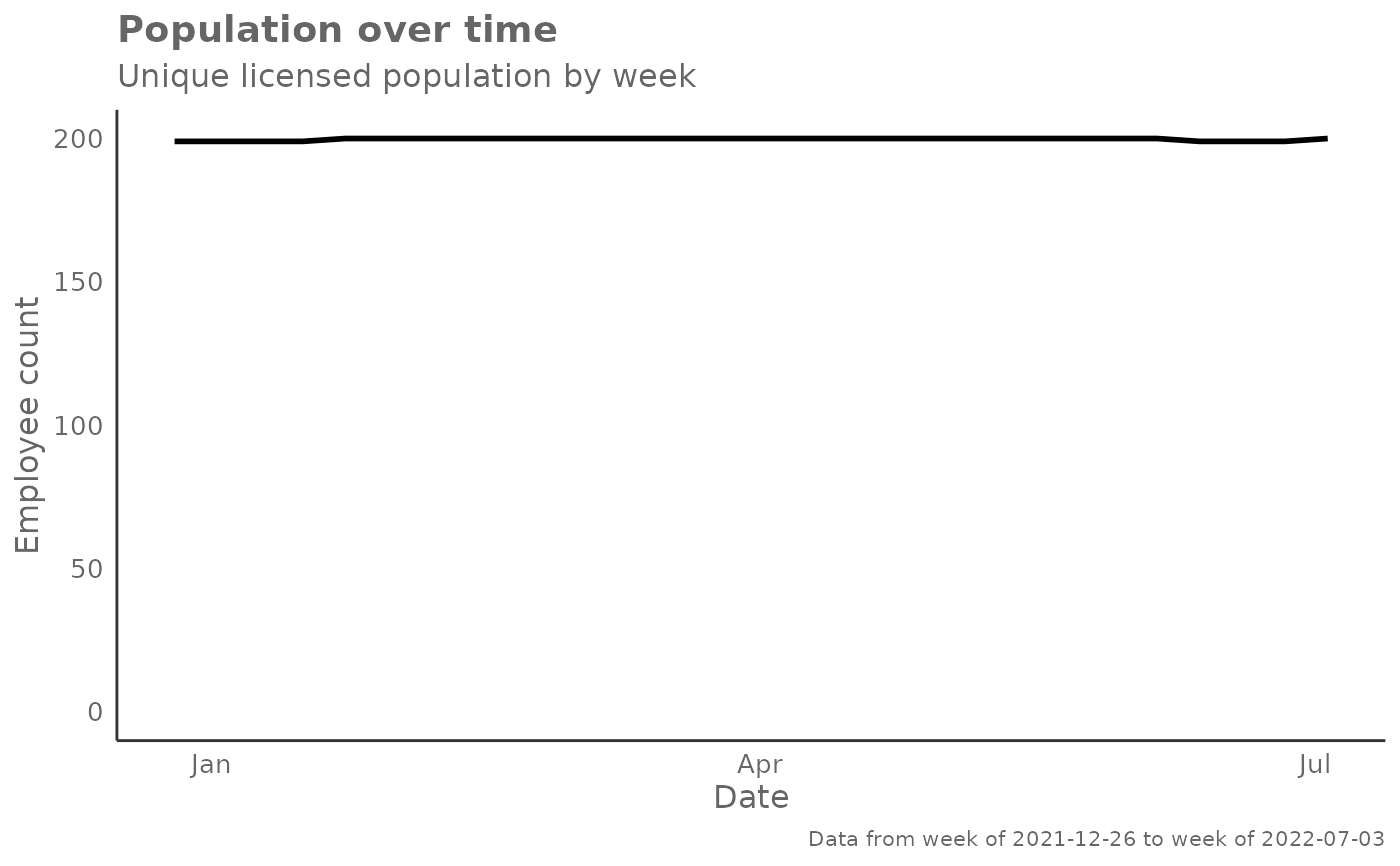 Population over time
Unique licensed population by week
Employee count
200
150
100
50
0
Jan Apr Jul
Date
Data from week of 2021-12-26 to week of 2022-07-03